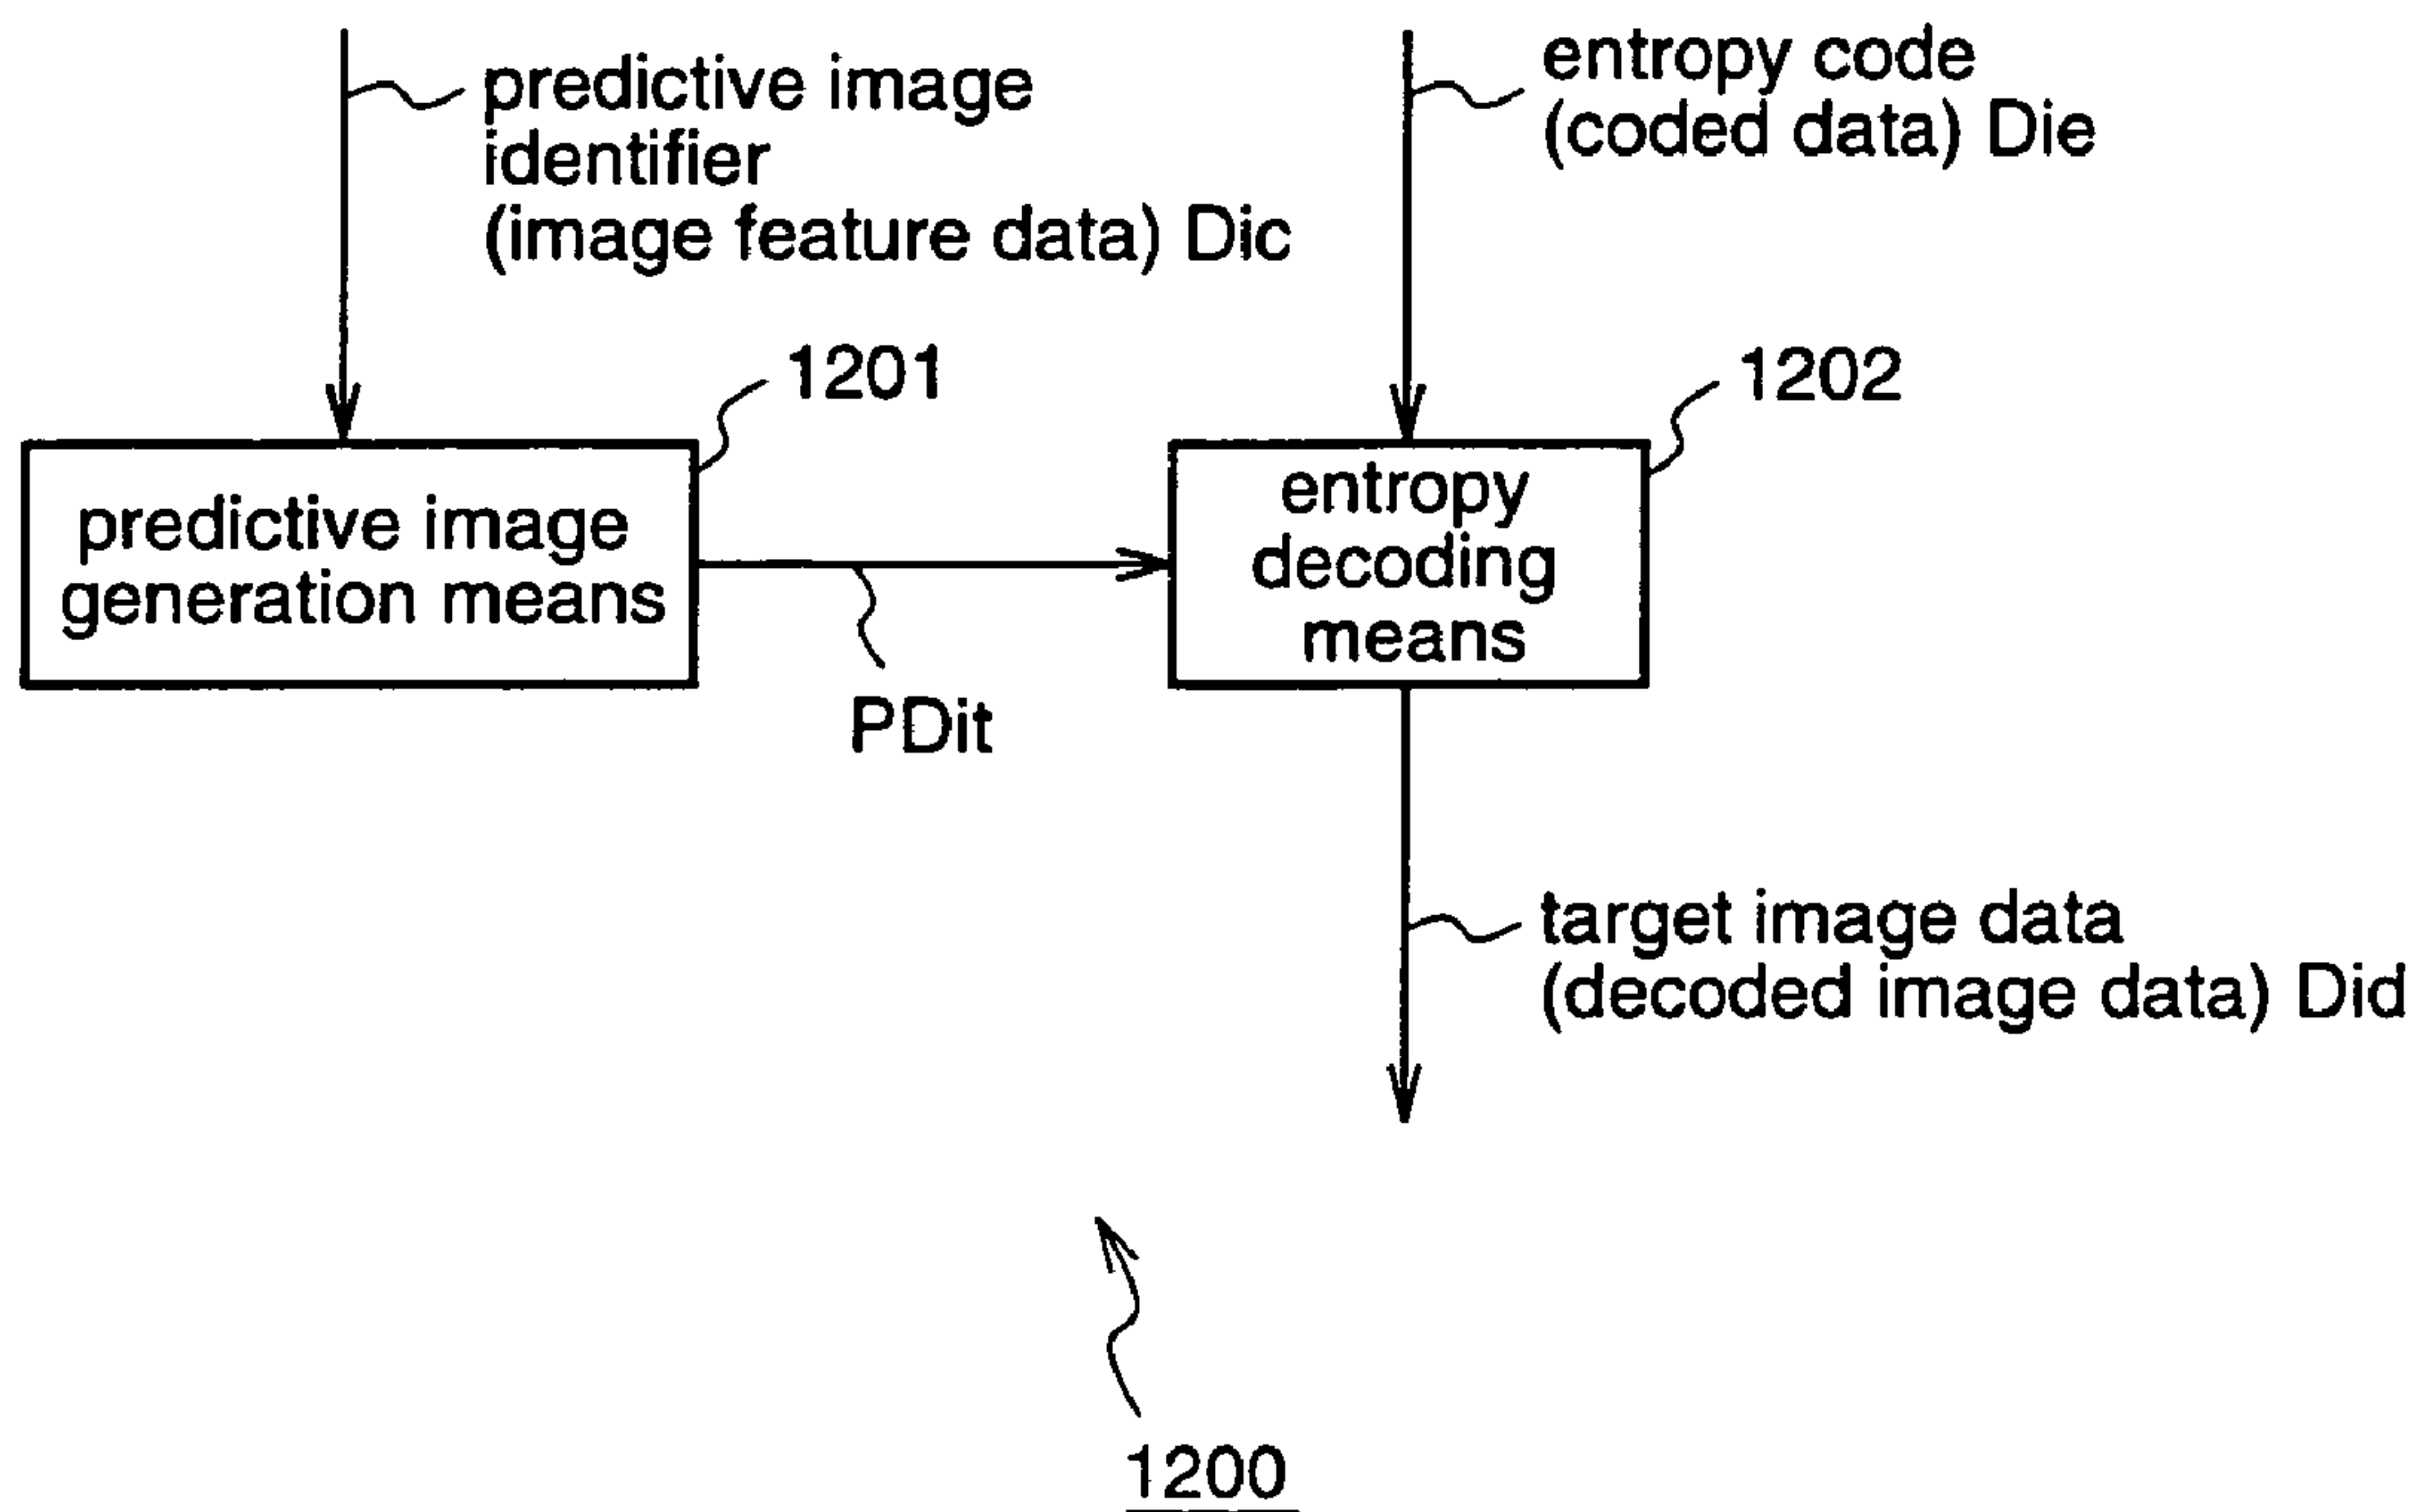 predictive image
identifier
(image feature data) Dic
entropy code
(coded data) Die
1201
1202
predictive image
generation means
entropy
decoding
means
PDit
target image data
(decoded image data) Did
1200